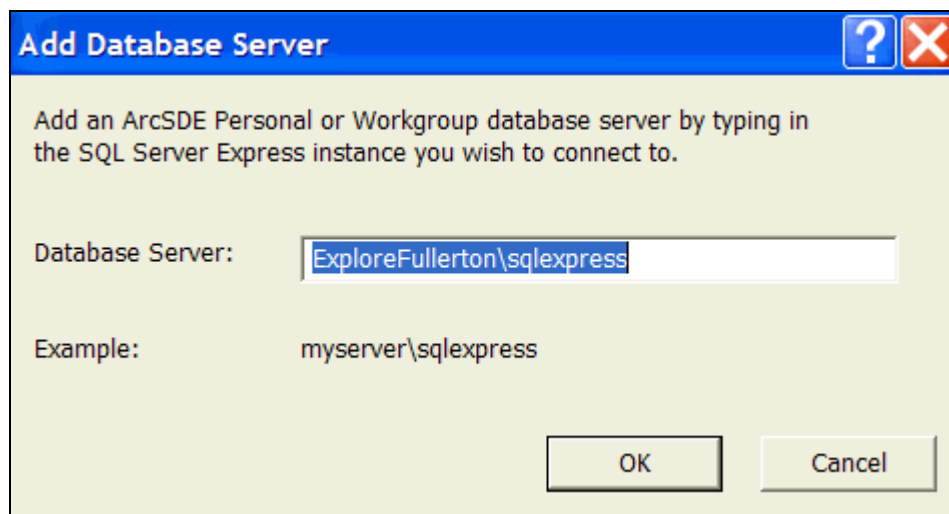 Add Database Server
?
Add an ArcSDE Personal or Workgroup database server by typing in
the SQL Server Express instance you wish to connect to.
Database Server: ExploreFullerton\sqlexpress
Example: myserver\sqlexpress
OK Cancel